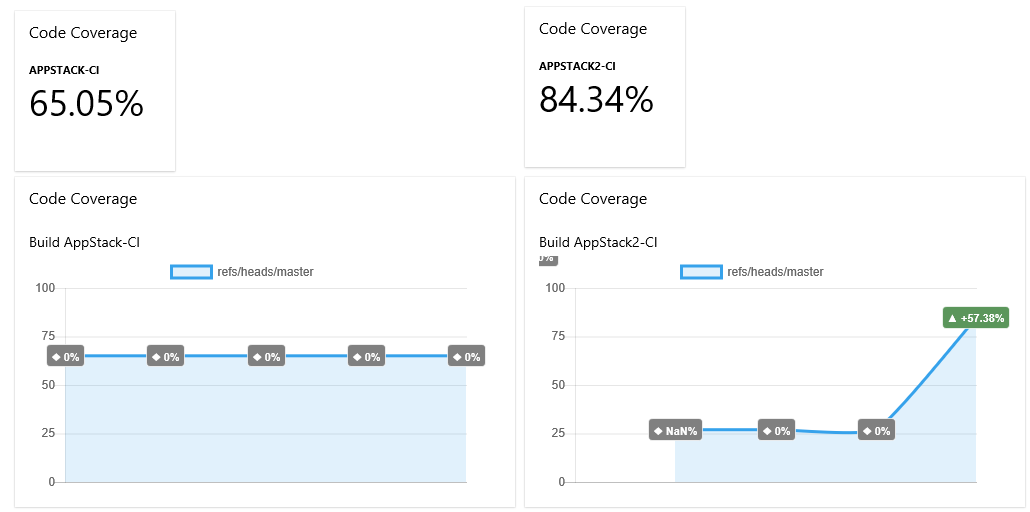 Code Coverage
APPSTACK-CI
65.05%
Code Coverage
APPSTACK2-CI
84.34%
Code Coverage
Build AppStack-CI
refs/heads/master
100
75
50
25
0
◆ 0%
◆ 0%
◆ 0%
◆ 0%
◆ 0%
Code Coverage
Build AppStack2-CI
0%
refs/heads/master
100
75
50
25
0
◆ NaN%
◆ 0%
◆ 0%
▲ +57.38%